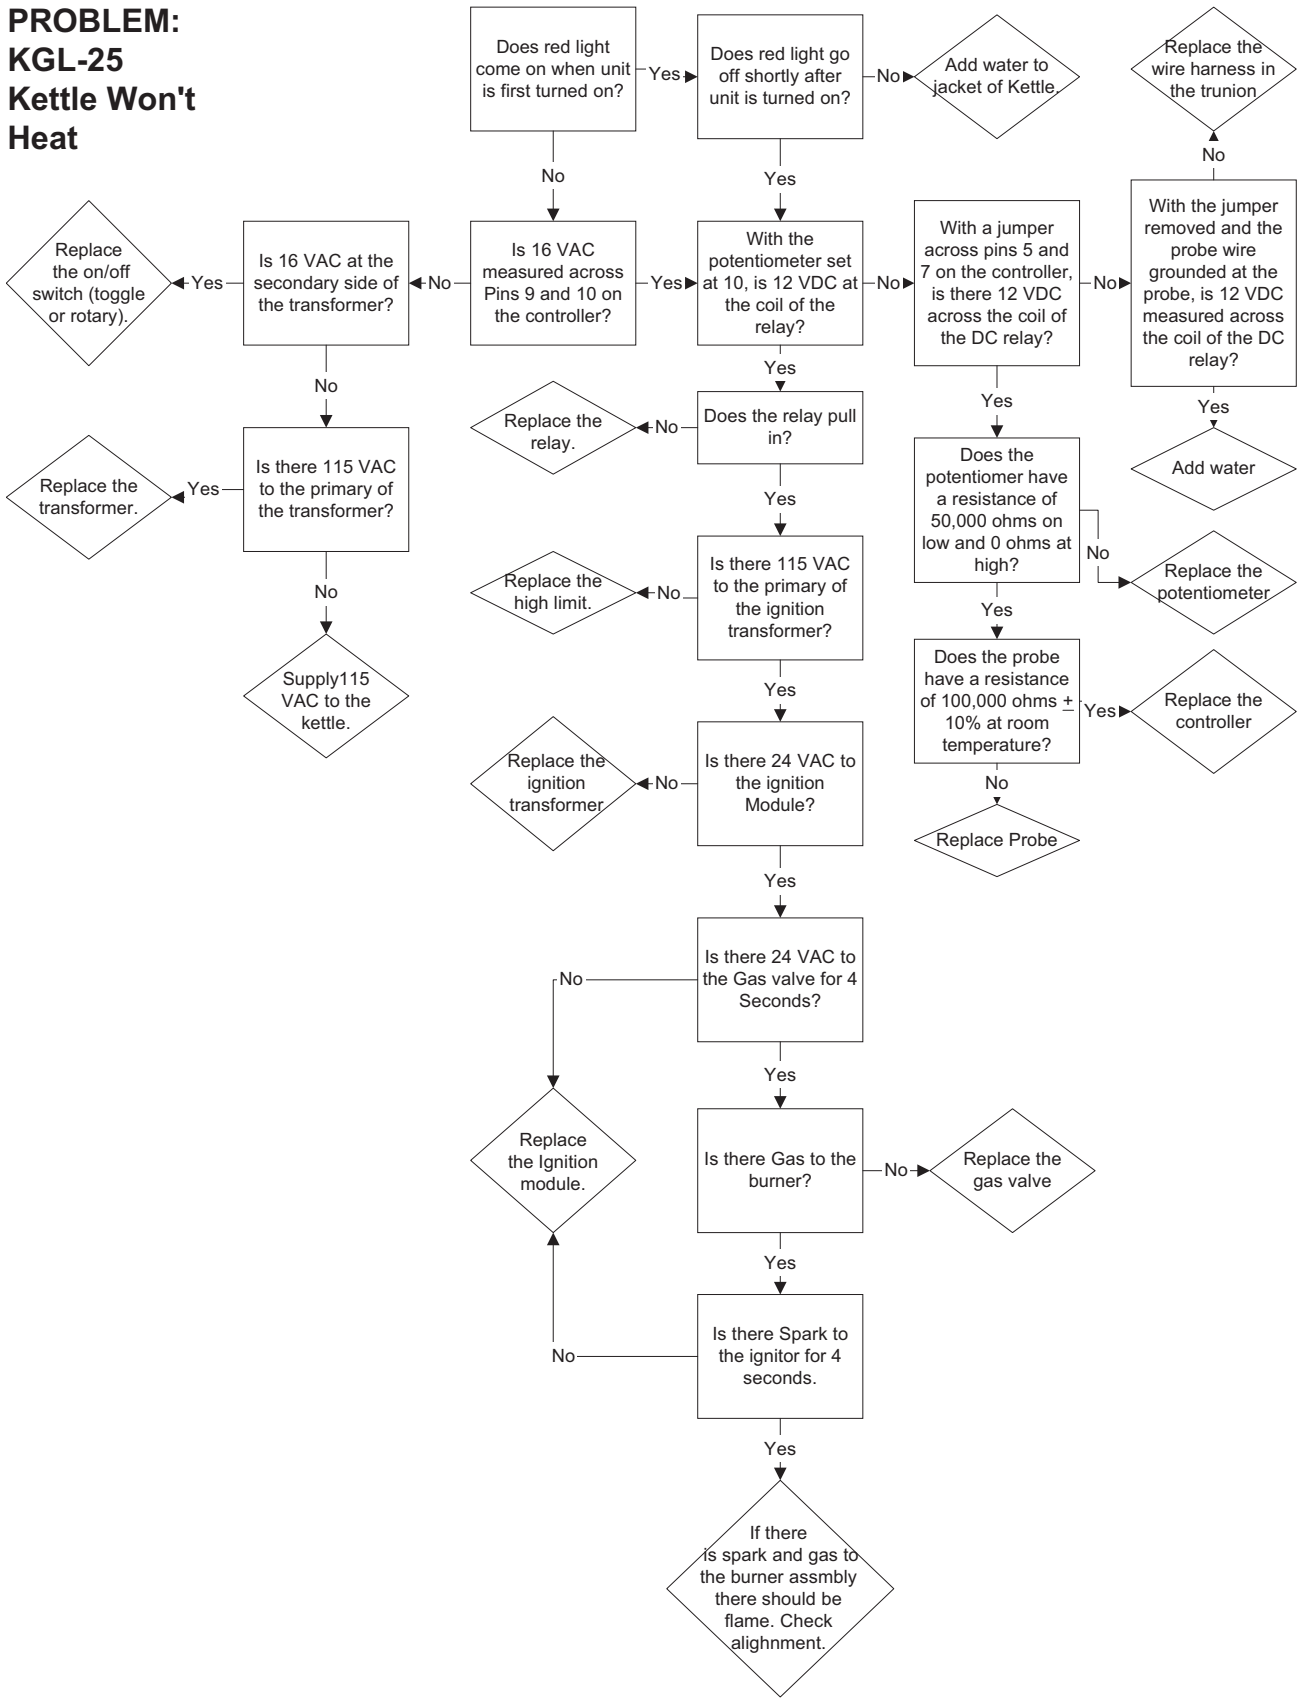 PROBLEM:
KGL-25
Kettle Won't
Heat
Does red light
come on when unit
is first turned on?
Yes
Does red light go
off shortly after
unit is turned on?
No
Add water to
jacket of Kettle.
Replace the
wire harness in
the trunion
No
No
Yes
Replace
the on/off
switch (toggle
or rotary).
Yes
Is 16 VAC at the
secondary side of
the transformer?
No
Is 16 VAC
measured across
Pins 9 and 10 on
the controller?
Yes
With the
potentiometer set
at 10, is 12 VDC at
the coil of the
relay?
No
With a jumper
across pins 5 and
7 on the controller,
is there 12 VDC
across the coil of
the DC relay?
No
With the jumper
removed and the
probe wire
grounded at the
probe, is 12 VDC
measured across
the coil of the DC
relay?
No
Yes
Yes
Yes
Replace the
relay.
No
Does the relay pull
in?
Add water
Replace the
transformer.
Yes
Is there 115 VAC
to the primary of
the transformer?
Does the
potentiomer have
a resistance of
50,000 ohms on
low and 0 ohms at
high?
No
Replace the
potentiometer
Yes
No
Replace the
high limit.
No
Is there 115 VAC
to the primary of
the ignition
transformer?
Yes
Supply115
VAC to the
kettle.
Does the probe
have a resistance
of 100,000 ohms ±
10% at room
temperature?
Yes
Replace the
controller
Yes
No
Replace the
ignition
transformer
No
Is there 24 VAC to
the ignition
Module?
Replace Probe
Yes
Is there 24 VAC to
the Gas valve for 4
Seconds?
No
Yes
Replace
the Ignition
module.
Is there Gas to the
burner?
No
Replace the
gas valve
Yes
Is there Spark to
the ignitor for 4
seconds.
No
Yes
If there
is spark and gas to
the burner assmbly
there should be
flame. Check
alighnment.